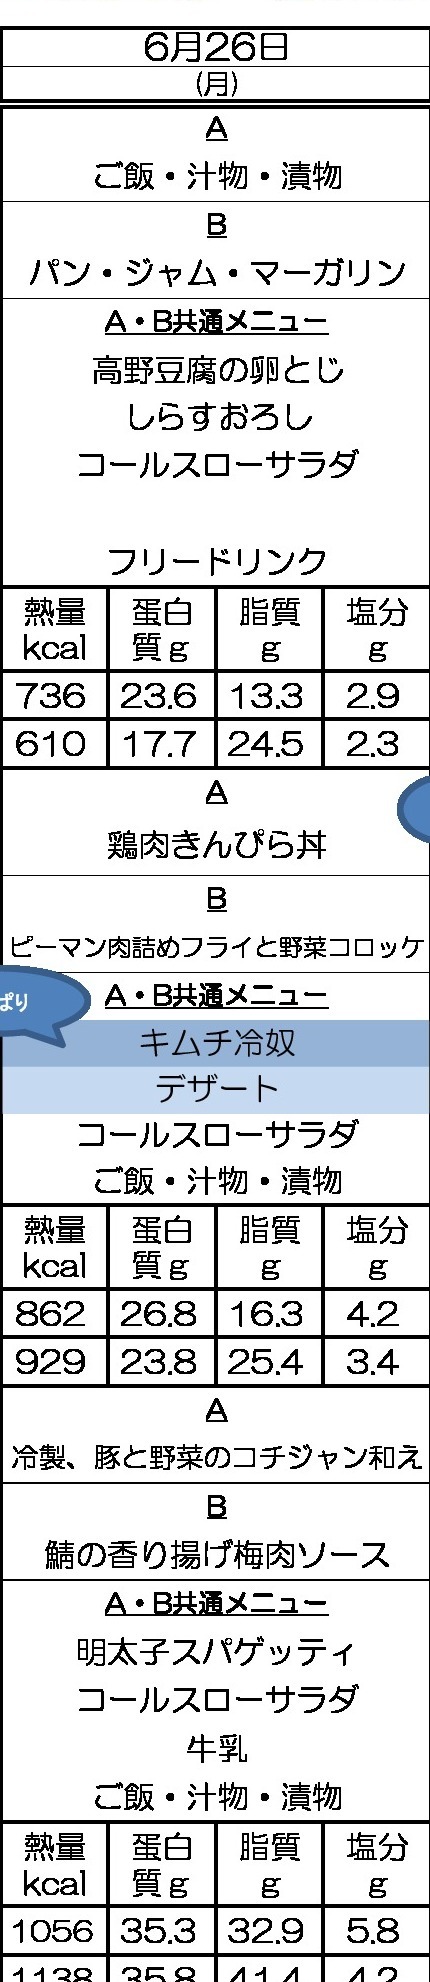 6月26日
(月)
A
ご飯・汁物・漬物
B
パン・ジャム・マーガリン
A・B共通メニュー
高野豆腐の卵とじ
しらすおろし
コールスローサラダ
フリードリンク
熱量 蛋白 脂質 塩分
kcal 質g g g
736 23.6 13.3 2.9
610 17.7 24.5 2.3
A
鶏肉きんぴら丼
B
ピーマン肉詰めフライと野菜コロッケ
ぱり
A・B共通メニュー
キムチ冷奴
デザート
コールスローサラダ
ご飯・汁物・漬物
熱量 蛋白 脂質 塩分
kcal 質g g g
862 26.8 16.3 4.2
929 23.8 25.4 3.4
A
冷製、豚と野菜のコチジャン和え
B
鯖の香り揚げ梅肉ソース
A・B共通メニュー
明太子スパゲッティ
コールスローサラダ
牛乳
ご飯・汁物・漬物
熱量 蛋白 脂質 塩分
kcal 質g g g
1056 35.3 32.9 5.8
1138 35.8 41.4 4.2